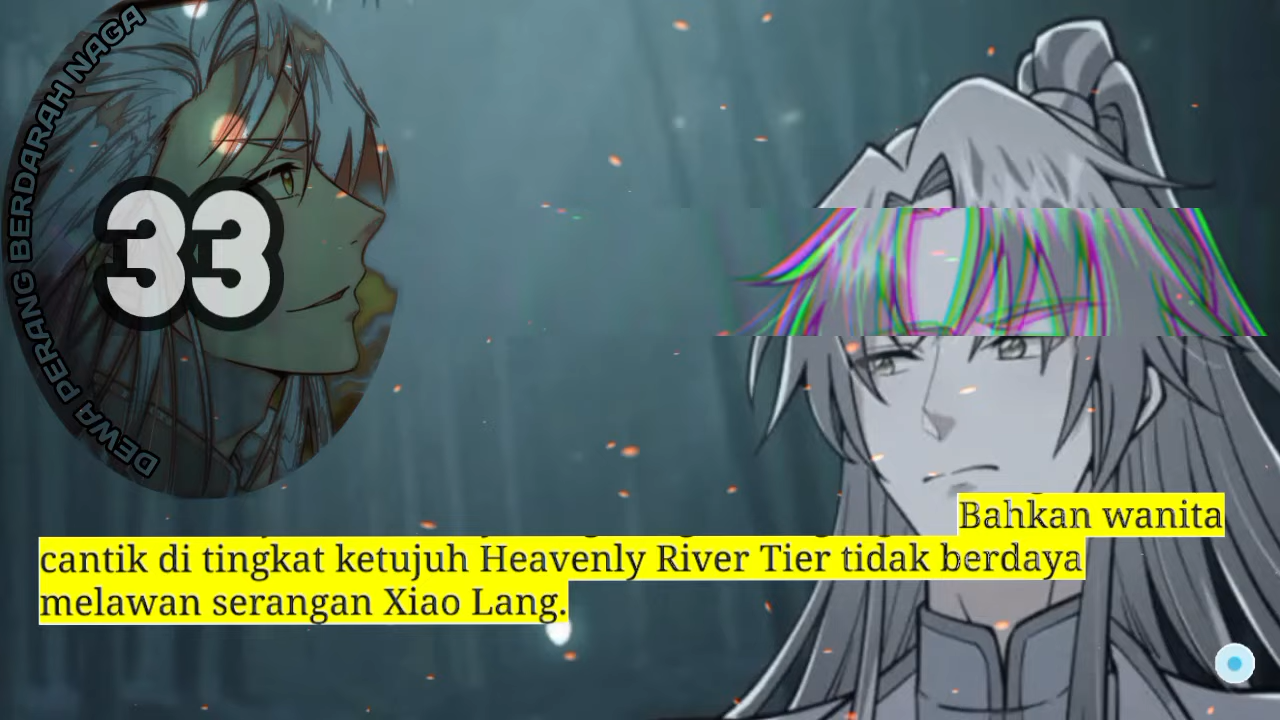 DEWA PERANG BERDARAH NAGA
33
Bahkan wanita
cantik di tingkat ketujuh Heavenly River Tier tidak berdaya
melawan serangan Xiao Lang.